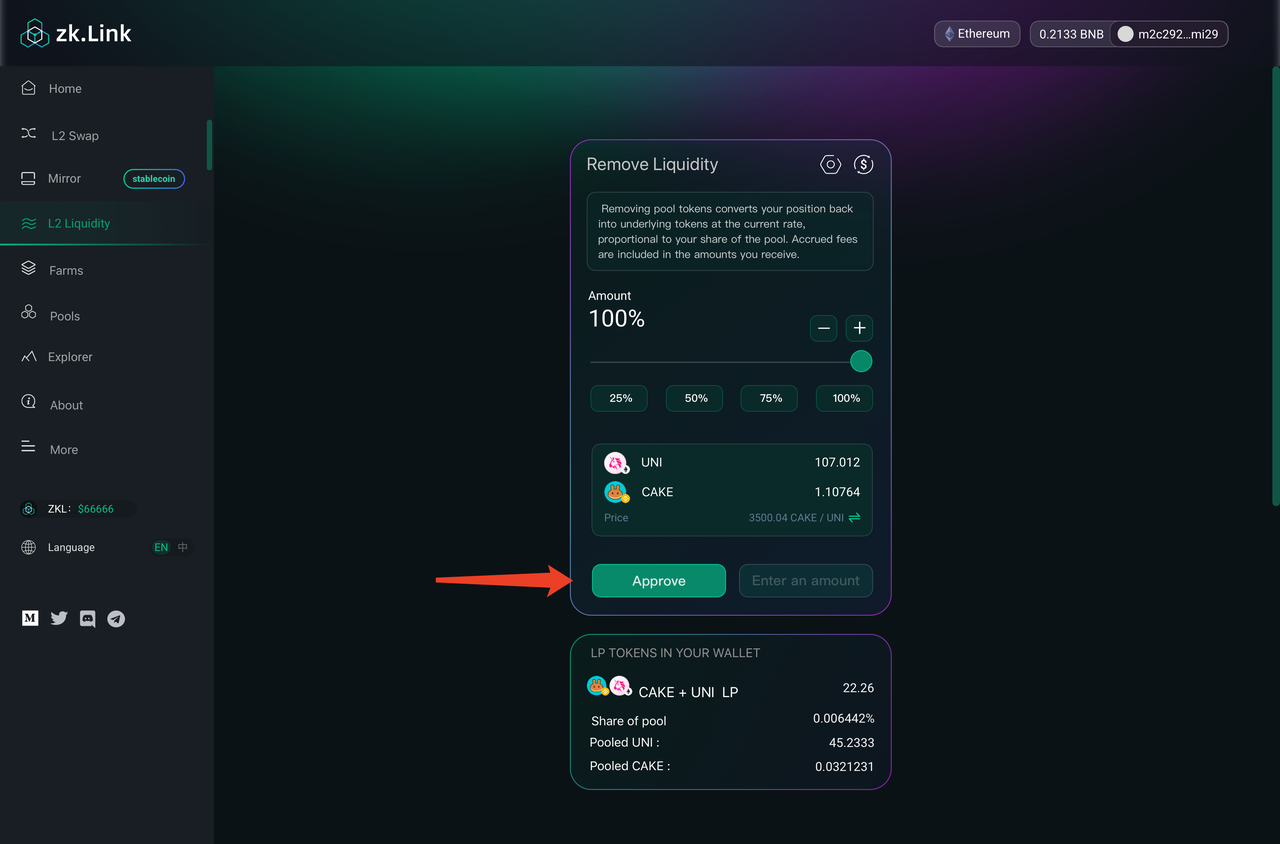 zk.Link
Ethereum
0.2133 BNB
m2c292...mi29
Home
L2 Swap
Mirror
stablecoin
L2 Liquidity
Farms
Pools
Explorer
About
More
ZKL: $66666
Language
EN 中
M
Remove Liquidity
Removing pool tokens converts your position back
into underlying tokens at the current rate,
proportional to your share of the pool. Accrued fees
are included in the amounts you receive.
Amount
100%
25% 50% 75% 100%
UNI 107.012
CAKE 1.10764
Price 3500.04 CAKE / UNI
Approve
Enter an amount
LP TOKENS IN YOUR WALLET
CAKE + UNI LP 22.26
Share of pool 0.006442%
Pooled UNI : 45.2333
Pooled CAKE : 0.0321231